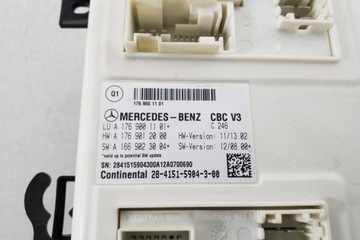 Q1
176 900 11 01
MERCEDES-BENZ CBC V3
LU: A 176 900 11 01* C 246
HW: A 176 901 20 00 HW-Version: 11/13 02
SW: A 166 902 33 04* SW-Version: 12/08 00*
*valid up to potential SW update
SN: 2841515904300A12A0700690
Continental 28-4151-5904-3-00